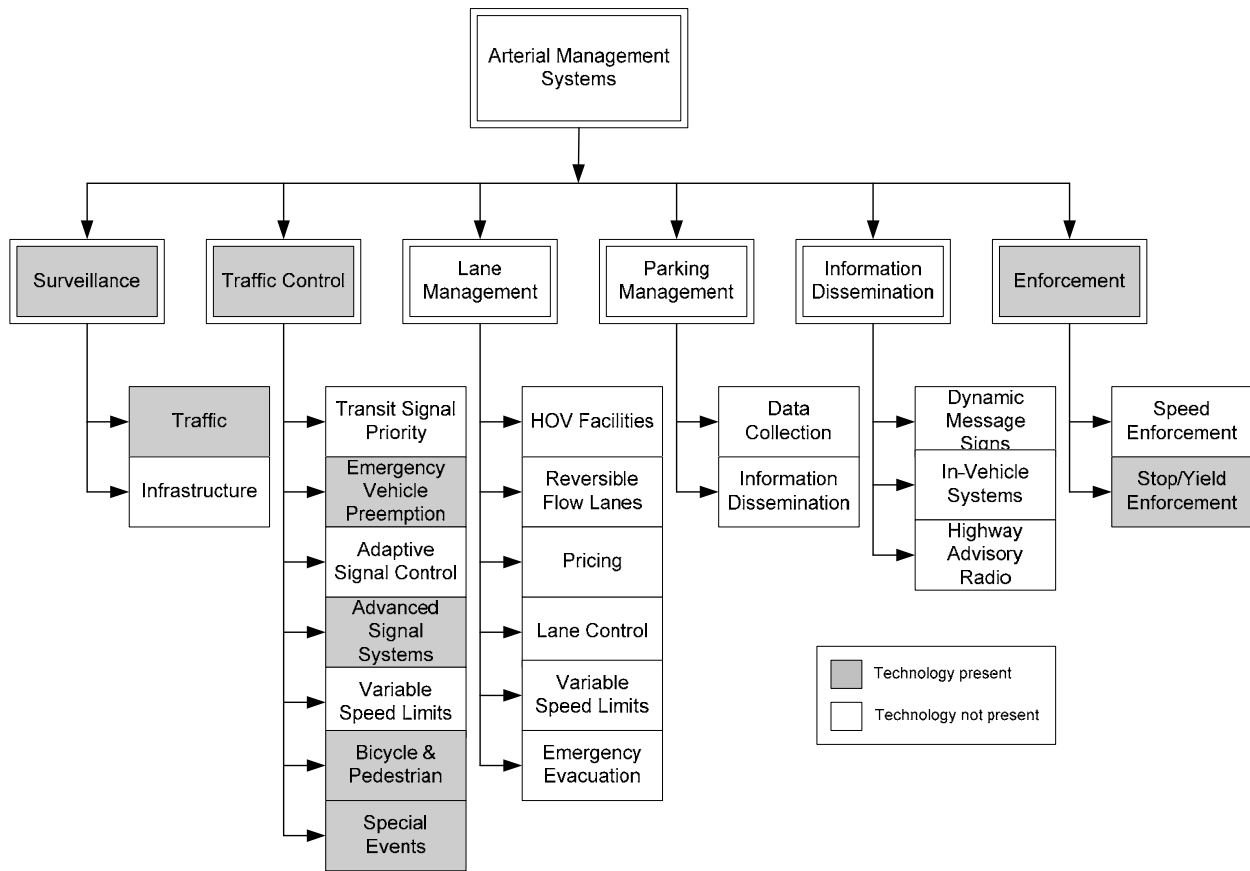 Arterial Management
Systems
Surveillance
Traffic Control
Lane
Management
Parking
Management
Information
Dissemination
Enforcement
Traffic
Infrastructure
Transit Signal
Priority
Emergency
Vehicle
Preemption
Adaptive
Signal Control
Advanced
Signal
Systems
Variable
Speed Limits
Bicycle &
Pedestrian
Special
Events
HOV Facilities
Reversible
Flow Lanes
Pricing
Lane Control
Variable
Speed Limits
Emergency
Evacuation
Data
Collection
Information
Dissemination
Dynamic
Message
Signs
In-Vehicle
Systems
Highway
Advisory
Radio
Speed
Enforcement
Stop/Yield
Enforcement
Technology present
Technology not present